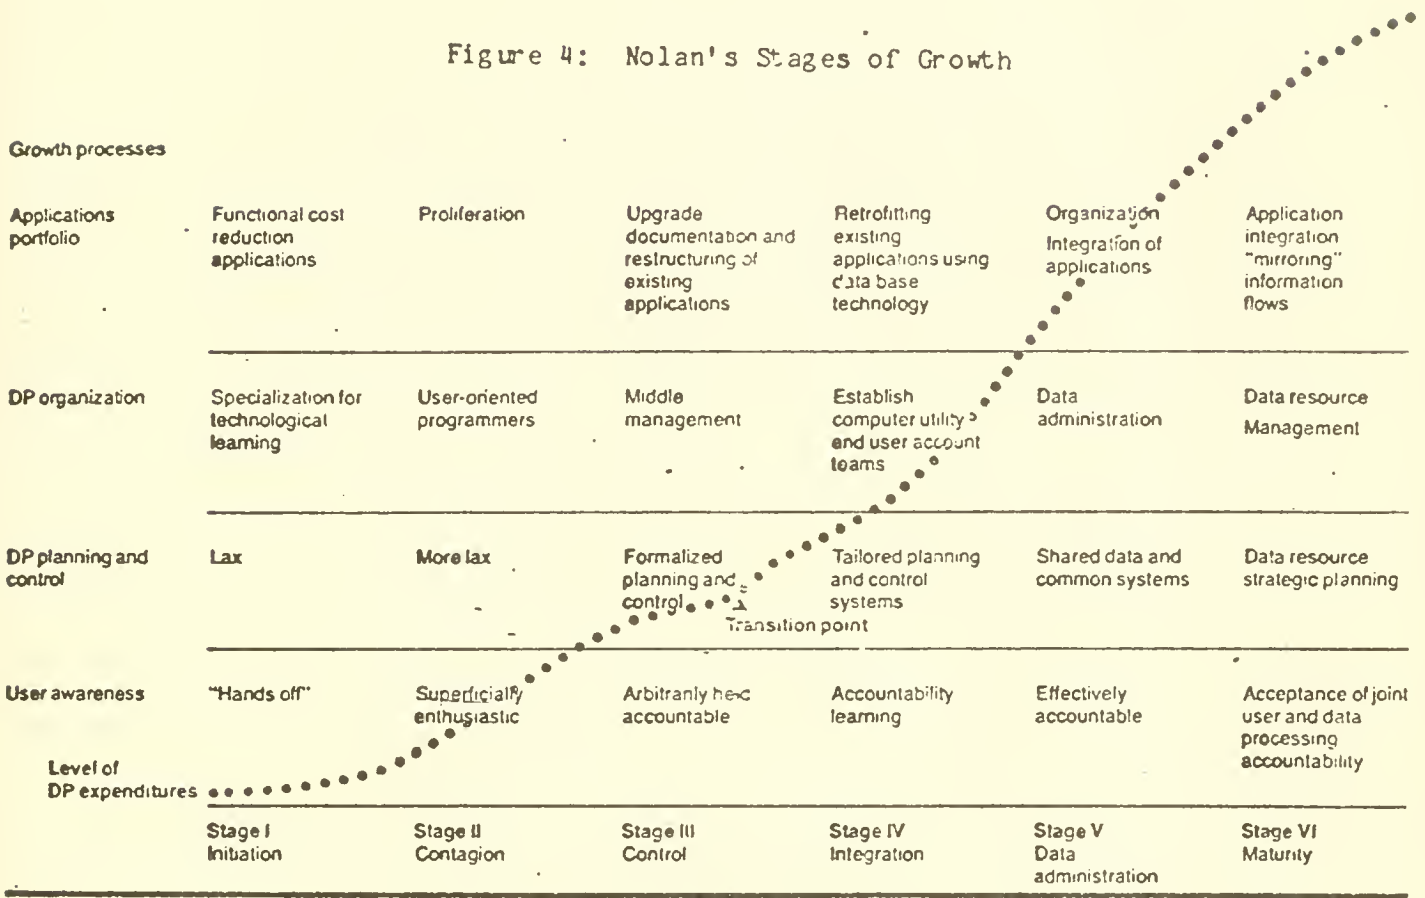 Figure 4: Nolan's Stages of Growth
Growth processes
Applications
portfolio
Functional cost
reduction
applications
Proliferation
Upgrade
documentation and
restructuring of
existing
applications
Retrofitting
existing
applications using
data base
technology
Organization
Integration of
applications
Application
integration
"mirroring"
information
flows
DP organization
Specialization for
technological
learning
User-oriented
programmers
Middle
management
Establish
computer utility
and user account
teams
Data
administration
Data resource
Management
DP planning and
control
Lax
More lax
Formalized
planning and
control
Transition point
Tailored planning
and control
systems
Shared data and
common systems
Data resource
strategic planning
User awareness
"Hands off"
Superficially
enthusiastic
Arbitrarily held
accountable
Accountability
learning
Effectively
accountable
Acceptance of joint
user and data
processing
accountability
Level of
DP expenditures
Stage I
Initiation
Stage II
Contagion
Stage III
Control
Stage IV
Integration
Stage V
Data
administration
Stage VI
Maturity